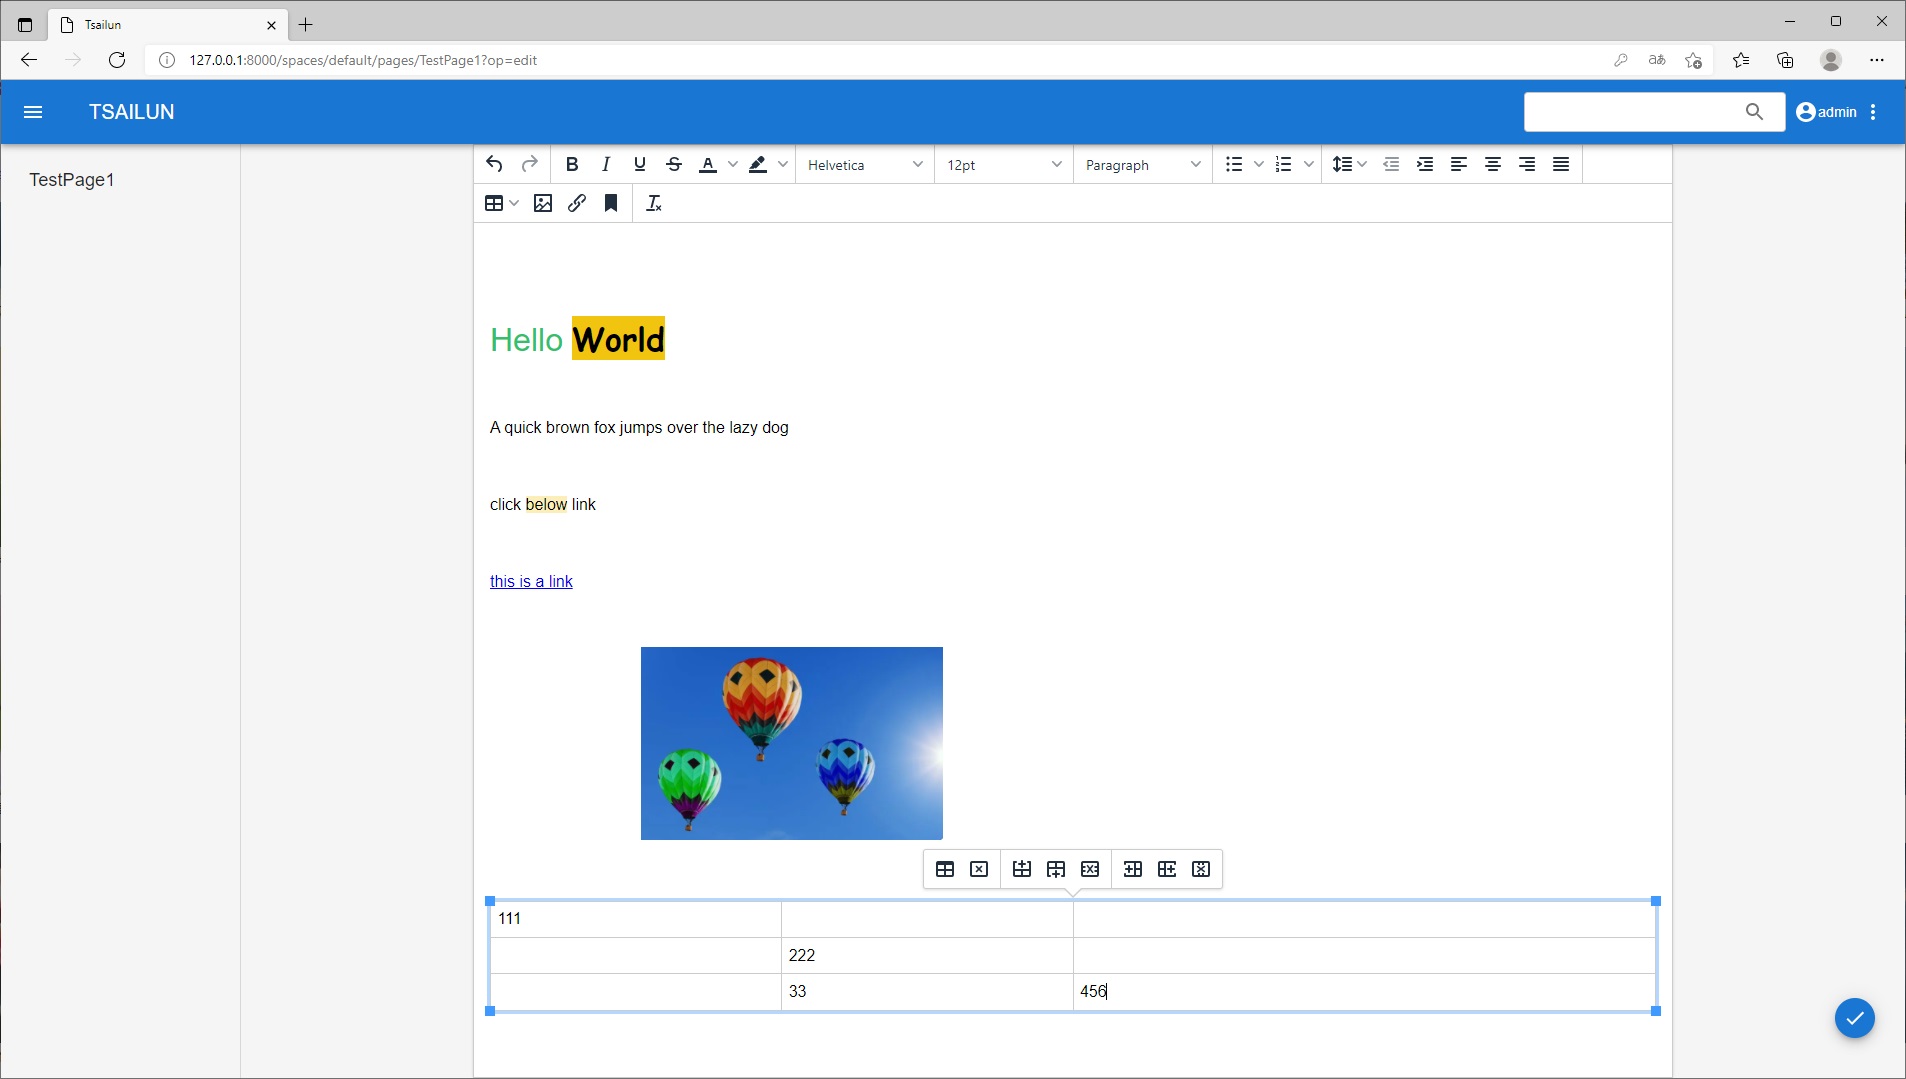 Tsailun
127.0.0.1:8000/spaces/default/pages/TestPage1?op=edit
TSAILUN
admin
TestPage1
B I U S A Helvetica 12pt Paragraph
Hello World
A quick brown fox jumps over the lazy dog
click below link
this is a link
111
222
33 456